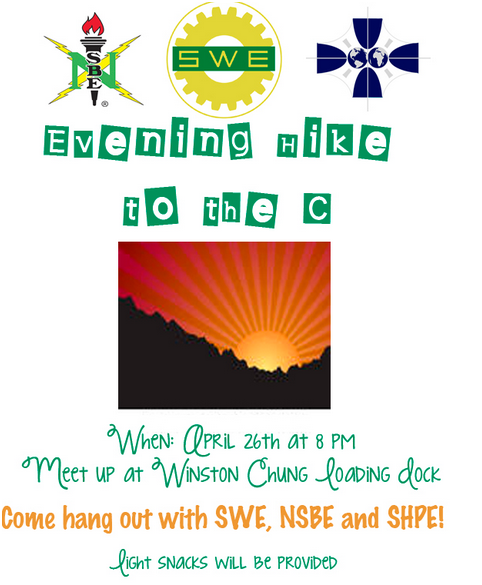 NSBE ®
SWE
Evening Hike
to the C
When: April 26th at 8 pm
Meet up at Winston Chung loading dock
Come hang out with SWE, NSBE and SHPE!
light snacks will be provided